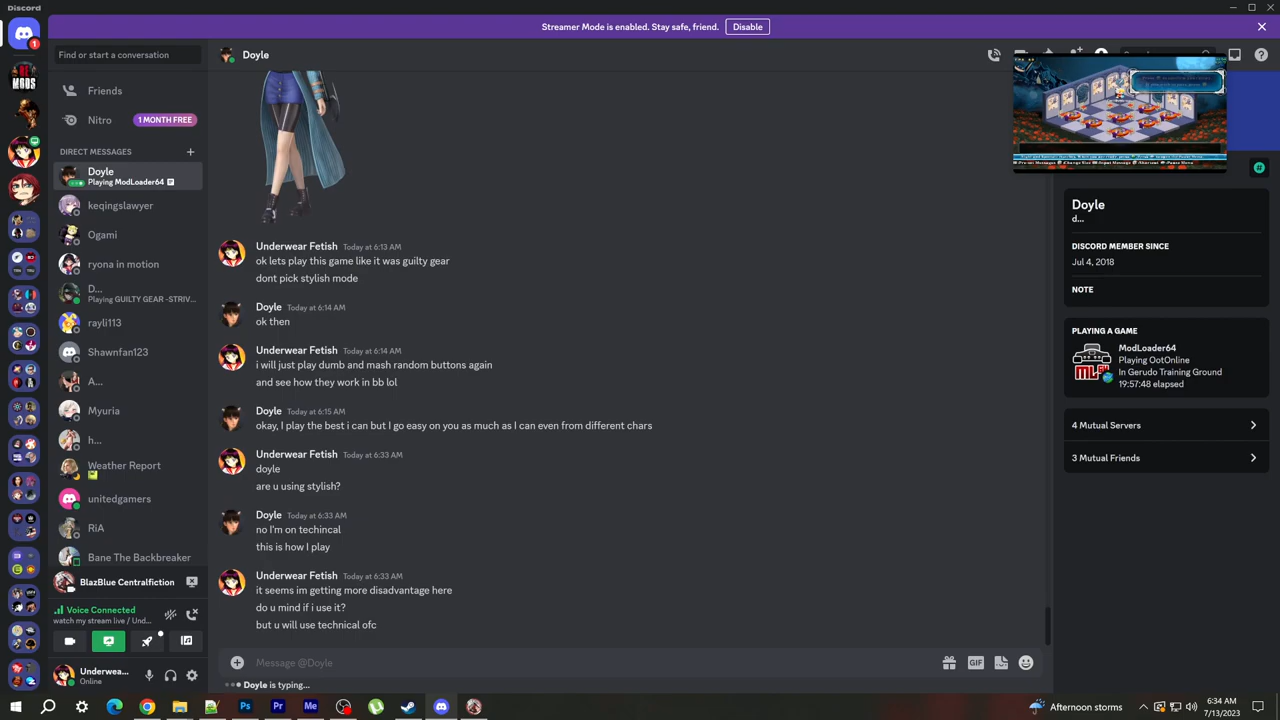 Discord
Streamer Mode is enabled. Stay safe, friend.
Disable
Find or start a conversation
Doyle
Friends
Nitro
1 MONTH FREE
DIRECT MESSAGES
Doyle
Playing ModLoader64
keqingslawyer
Ogami
ryona in motion
D...
Playing GUILTY GEAR -STRIV...
rayli113
Shawnfan123
A...
Myuria
h...
Weather Report
unitedgamers
RiA
Bane The Backbreaker
BlazBlue Centralfiction
Voice Connected
watch my stream live / Und...
Underwea...
Online
Underwear Fetish Today at 6:13 AM
ok lets play this game like it was guilty gear
dont pick stylish mode
Doyle Today at 6:14 AM
ok then
Underwear Fetish Today at 6:14 AM
i will just play dumb and mash random buttons again
and see how they work in bb lol
Doyle Today at 6:15 AM
okay, I play the best i can but I go easy on you as much as I can even from different chars
Underwear Fetish Today at 6:33 AM
doyle
are u using stylish?
Doyle Today at 6:33 AM
no I'm on techincal
this is how I play
Underwear Fetish Today at 6:33 AM
it seems im getting more disadvantage here
do u mind if i use it?
but u will use technical ofc
Message @Doyle
GIF
Doyle is typing...
Doyle
d...
DISCORD MEMBER SINCE
Jul 4, 2018
NOTE
PLAYING A GAME
ModLoader64
Playing OotOnline
In Gerudo Training Ground
19:57:48 elapsed
4 Mutual Servers
3 Mutual Friends
Afternoon storms
6:34 AM
7/13/2023